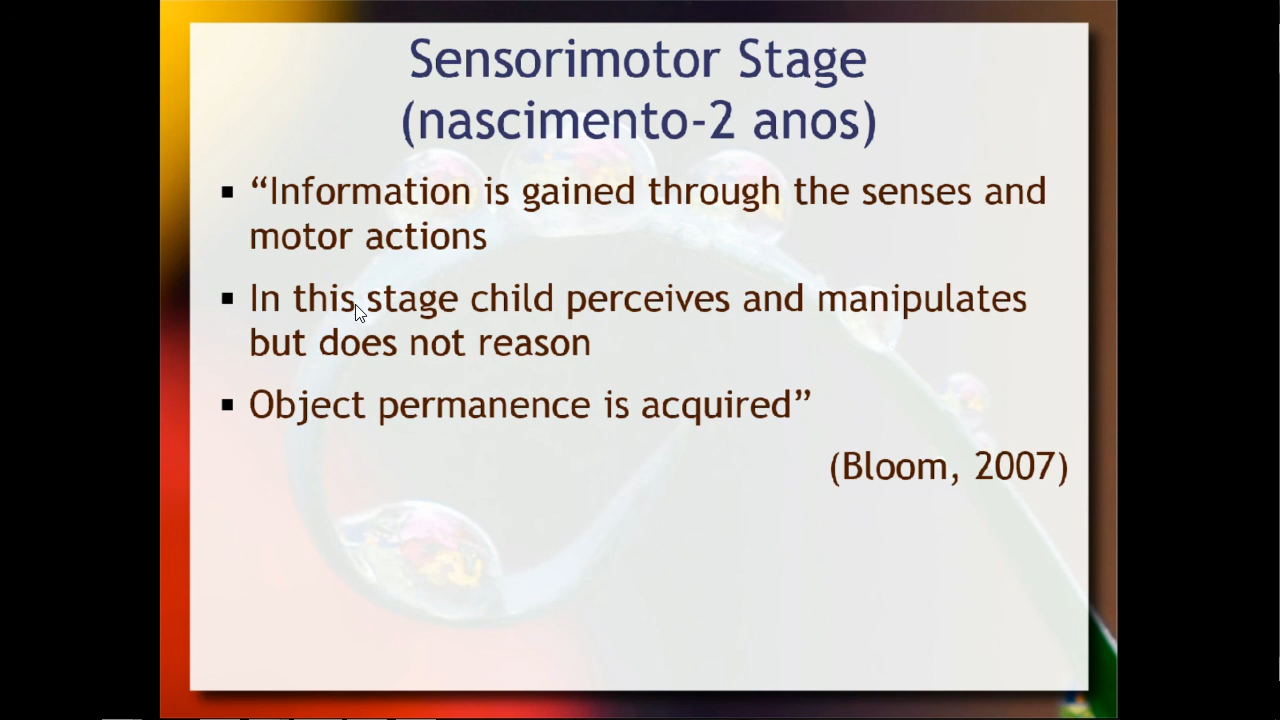 Sensorimotor Stage
(nascimento-2 anos)
▪ “Information is gained through the senses and
motor actions
▪ In this stage child perceives and manipulates
but does not reason
▪ Object permanence is acquired”
(Bloom, 2007)